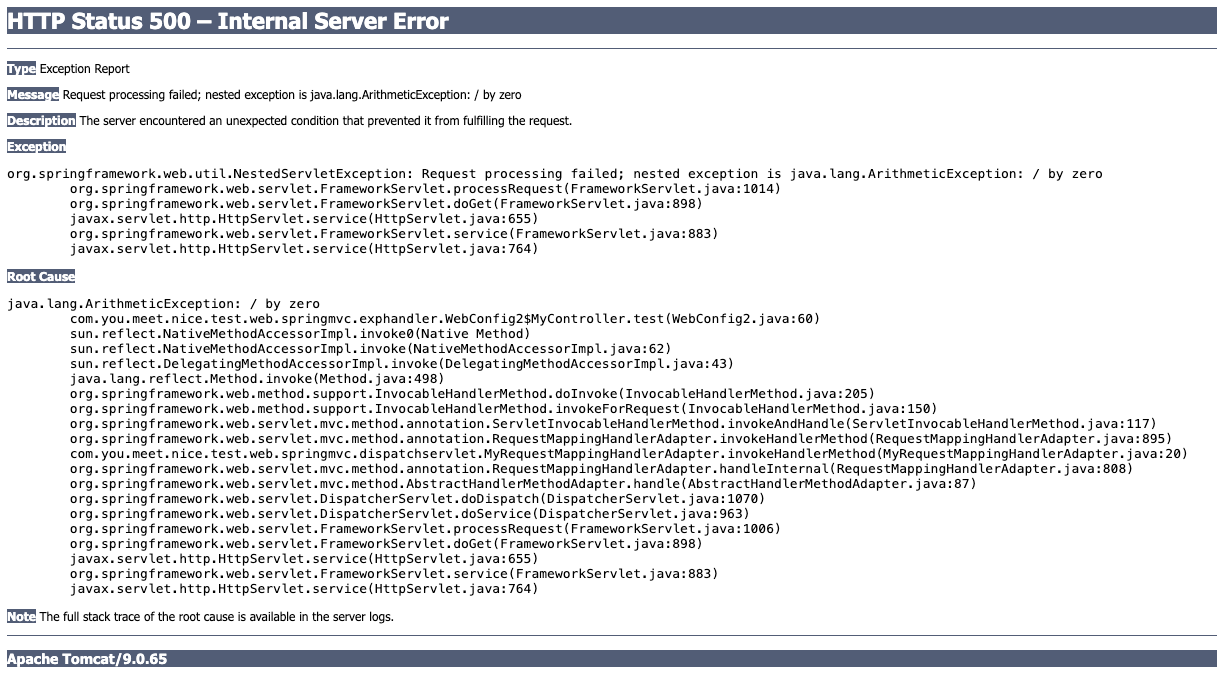 HTTP Status 500 – Internal Server Error
Type Exception Report
Message Request processing failed; nested exception is java.lang.ArithmeticException: / by zero
Description The server encountered an unexpected condition that prevented it from fulfilling the request.
Exception
org.springframework.web.util.NestedServletException: Request processing failed; nested exception is java.lang.ArithmeticException: / by zero
	org.springframework.web.servlet.FrameworkServlet.processRequest(FrameworkServlet.java:1014)
	org.springframework.web.servlet.FrameworkServlet.doGet(FrameworkServlet.java:898)
	javax.servlet.http.HttpServlet.service(HttpServlet.java:655)
	org.springframework.web.servlet.FrameworkServlet.service(FrameworkServlet.java:883)
	javax.servlet.http.HttpServlet.service(HttpServlet.java:764)
Root Cause
java.lang.ArithmeticException: / by zero
	com.you.meet.nice.test.web.springmvc.exphandler.WebConfig2$MyController.test(WebConfig2.java:60)
	sun.reflect.NativeMethodAccessorImpl.invoke0(Native Method)
	sun.reflect.NativeMethodAccessorImpl.invoke(NativeMethodAccessorImpl.java:62)
	sun.reflect.DelegatingMethodAccessorImpl.invoke(DelegatingMethodAccessorImpl.java:43)
	java.lang.reflect.Method.invoke(Method.java:498)
	org.springframework.web.method.support.InvocableHandlerMethod.doInvoke(InvocableHandlerMethod.java:205)
	org.springframework.web.method.support.InvocableHandlerMethod.invokeForRequest(InvocableHandlerMethod.java:150)
	org.springframework.web.servlet.mvc.method.annotation.ServletInvocableHandlerMethod.invokeAndHandle(ServletInvocableHandlerMethod.java:117)
	org.springframework.web.servlet.mvc.method.annotation.RequestMappingHandlerAdapter.invokeHandlerMethod(RequestMappingHandlerAdapter.java:895)
	com.you.meet.nice.test.web.springmvc.dispatchservlet.MyRequestMappingHandlerAdapter.invokeHandlerMethod(MyRequestMappingHandlerAdapter.java:20)
	org.springframework.web.servlet.mvc.method.annotation.RequestMappingHandlerAdapter.handleInternal(RequestMappingHandlerAdapter.java:808)
	org.springframework.web.servlet.mvc.method.AbstractHandlerMethodAdapter.handle(AbstractHandlerMethodAdapter.java:87)
	org.springframework.web.servlet.DispatcherServlet.doDispatch(DispatcherServlet.java:1070)
	org.springframework.web.servlet.DispatcherServlet.doService(DispatcherServlet.java:963)
	org.springframework.web.servlet.FrameworkServlet.processRequest(FrameworkServlet.java:1006)
	org.springframework.web.servlet.FrameworkServlet.doGet(FrameworkServlet.java:898)
	javax.servlet.http.HttpServlet.service(HttpServlet.java:655)
	org.springframework.web.servlet.FrameworkServlet.service(FrameworkServlet.java:883)
	javax.servlet.http.HttpServlet.service(HttpServlet.java:764)
Note The full stack trace of the root cause is available in the server logs.
Apache Tomcat/9.0.65